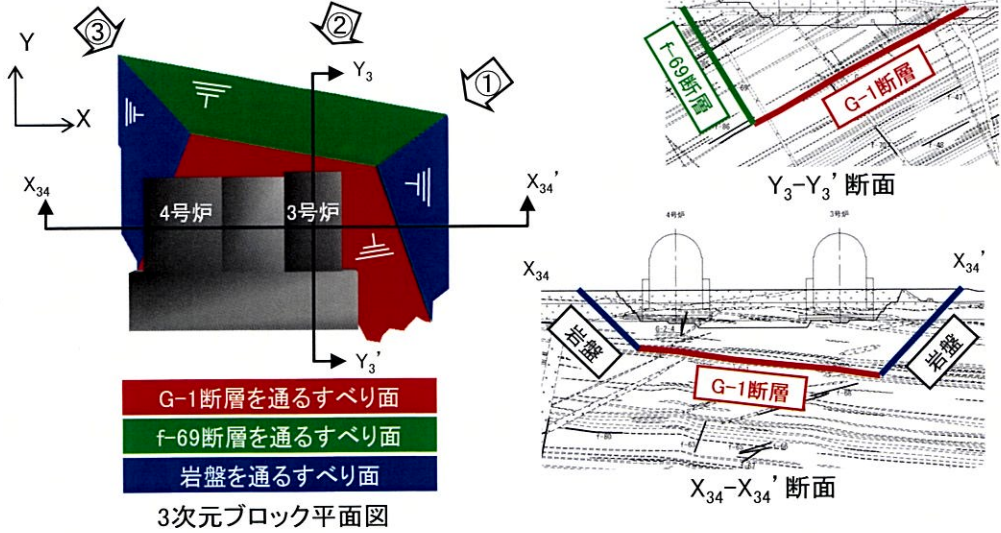 ③
②
①
Y
X
Y3
X34
X34'
4号炉
3号炉
Y3'
G-1断層を通るすべり面
f-69断層を通るすべり面
岩盤を通るすべり面
3次元ブロック平面図
f-69断層
G-1断層
Y3-Y3'断面
4号炉
3号炉
X34
X34'
岩盤
岩盤
G-1断層
X34-X34'断面